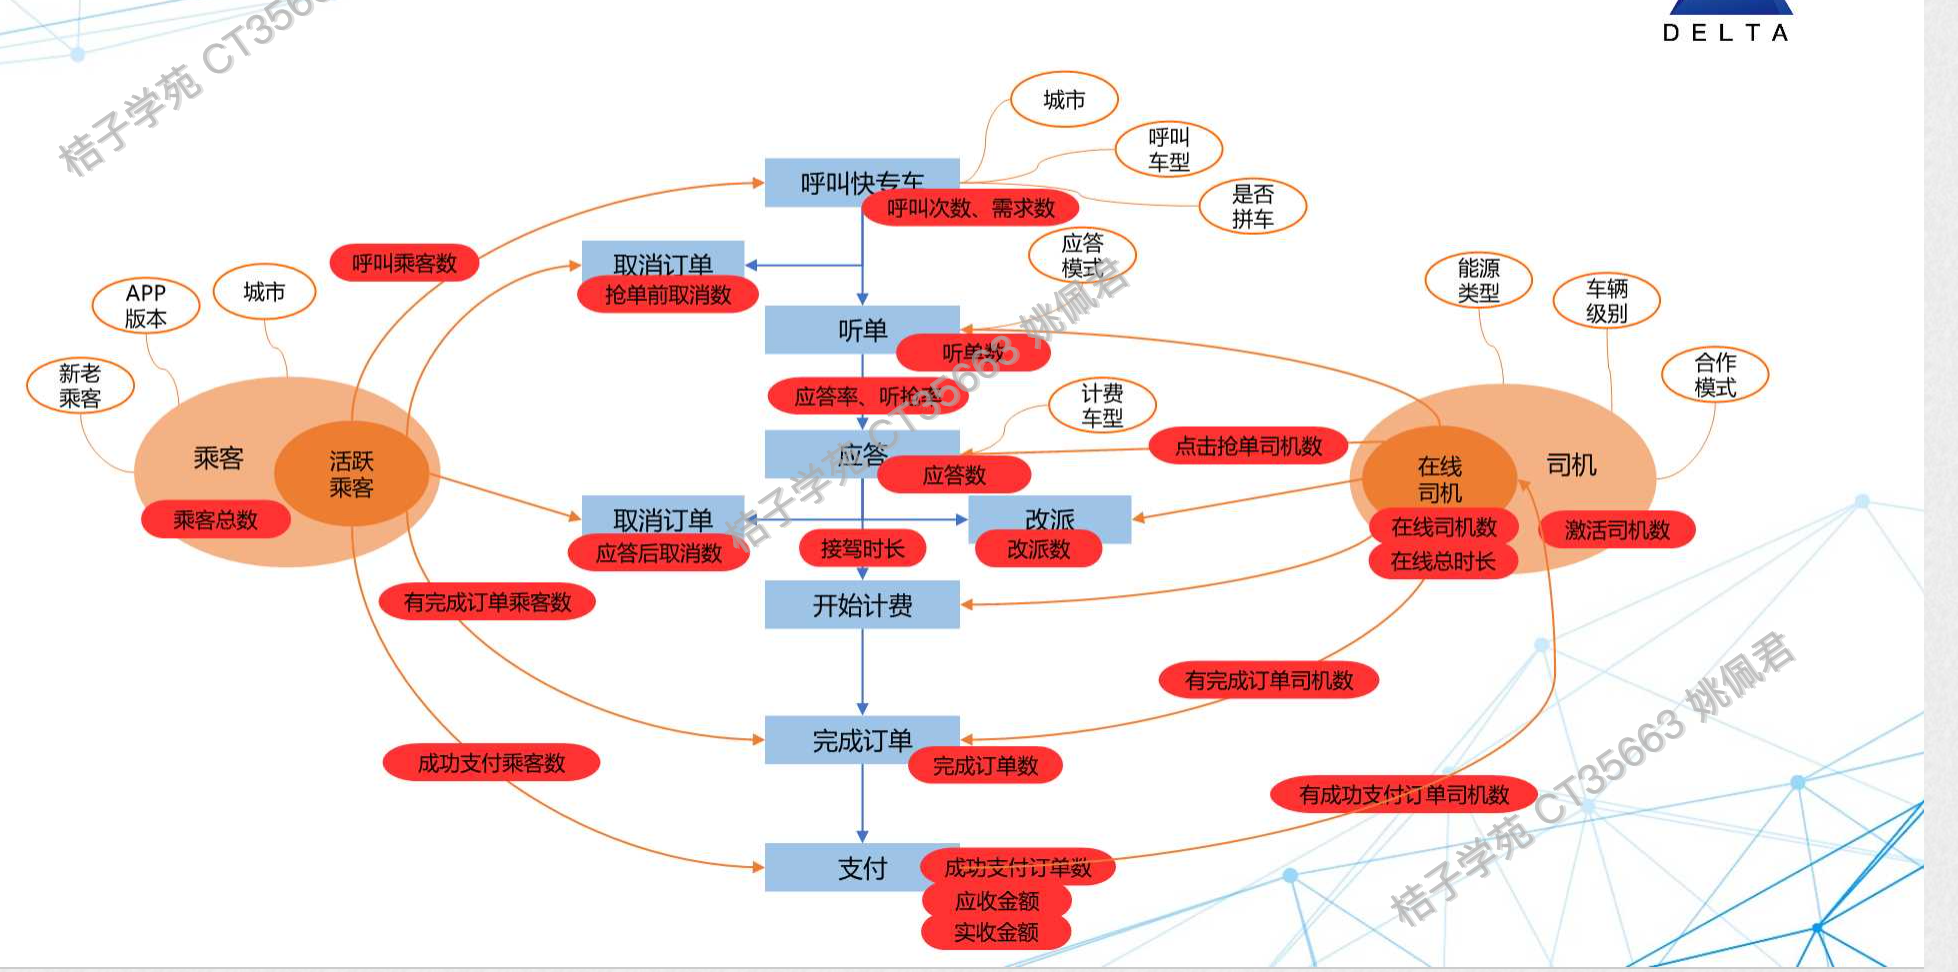 DELTA
桔子学苑 CT356
城市
呼叫
车型
是否
拼车
呼叫快专车
呼叫次数、需求数
呼叫乘客数
取消订单
抢单前取消数
应答
模式
听单
听单数
应答率、听抢率
计费
车型
应答
应答数
点击抢单司机数
APP
版本
城市
新老
乘客
乘客
活跃
乘客
乘客总数
能源
类型
车辆
级别
合作
模式
在线
司机
司机
在线司机数
在线总时长
激活司机数
取消订单
应答后取消数
接驾时长
改派
改派数
有完成订单乘客数
开始计费
有完成订单司机数
完成订单
完成订单数
成功支付乘客数
有成功支付订单司机数
支付
成功支付订单数
应收金额
实收金额
桔子学苑 CT35663 姚佩君
桔子学苑 CT35663 姚佩君